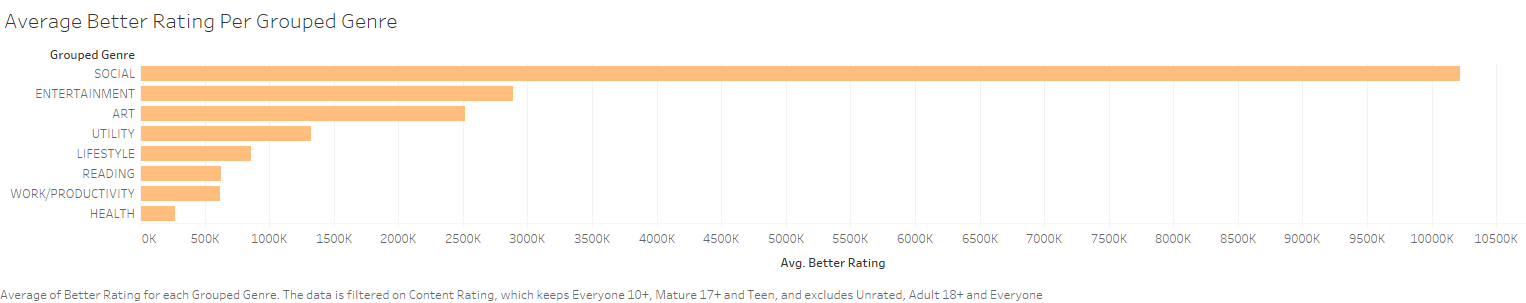 Average Better Rating Per Grouped Genre
Grouped Genre
SOCIAL
ENTERTAINMENT
ART
UTILITY
LIFESTYLE
READING
WORK/PRODUCTIVITY
HEALTH
0K 500K 1000K 1500K 2000K 2500K 3000K 3500K 4000K 4500K 5000K 5500K 6000K 6500K 7000K 7500K 8000K 8500K 9000K 9500K 10000K 10500K
Avg. Better Rating
Average of Better Rating for each Grouped Genre. The data is filtered on Content Rating, which keeps Everyone 10+, Mature 17+ and Teen, and excludes Unrated, Adult 18+ and Everyone